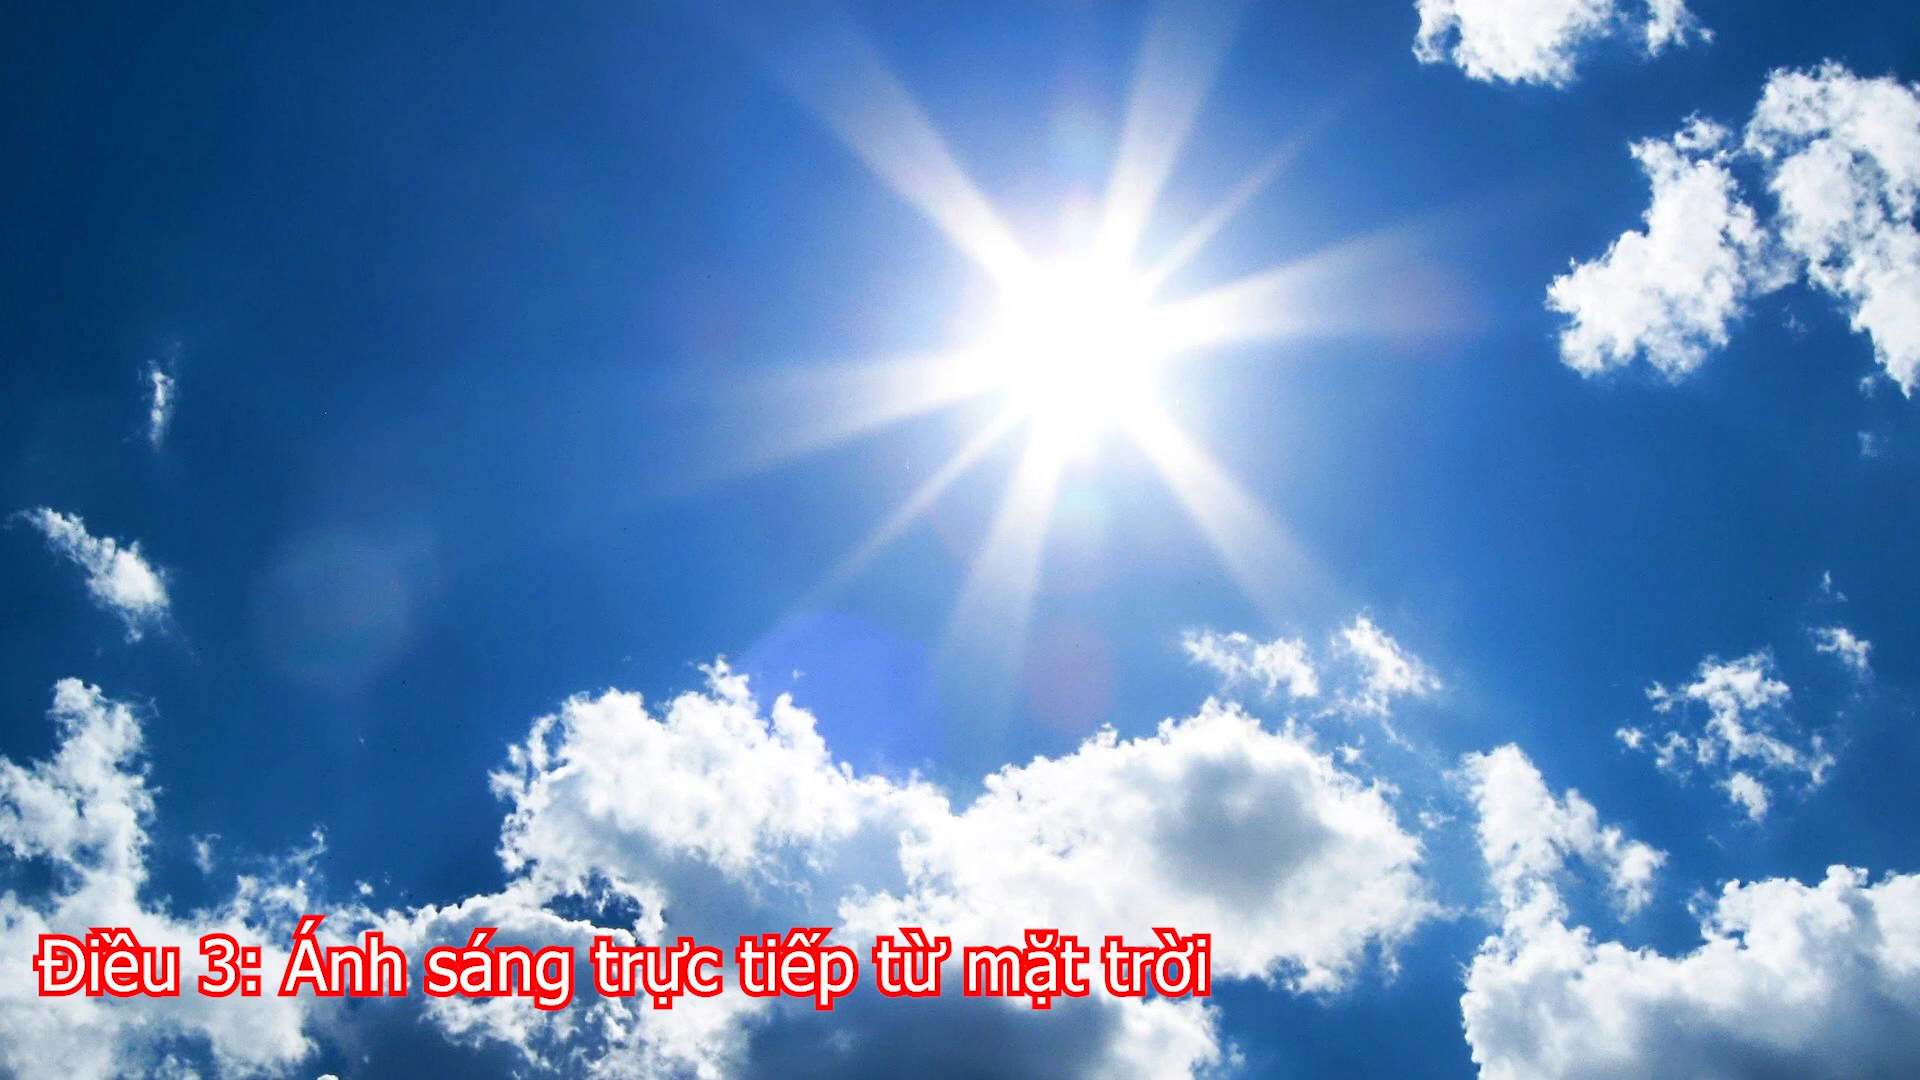 Điều 3: Ánh sáng trực tiếp từ mặt trời